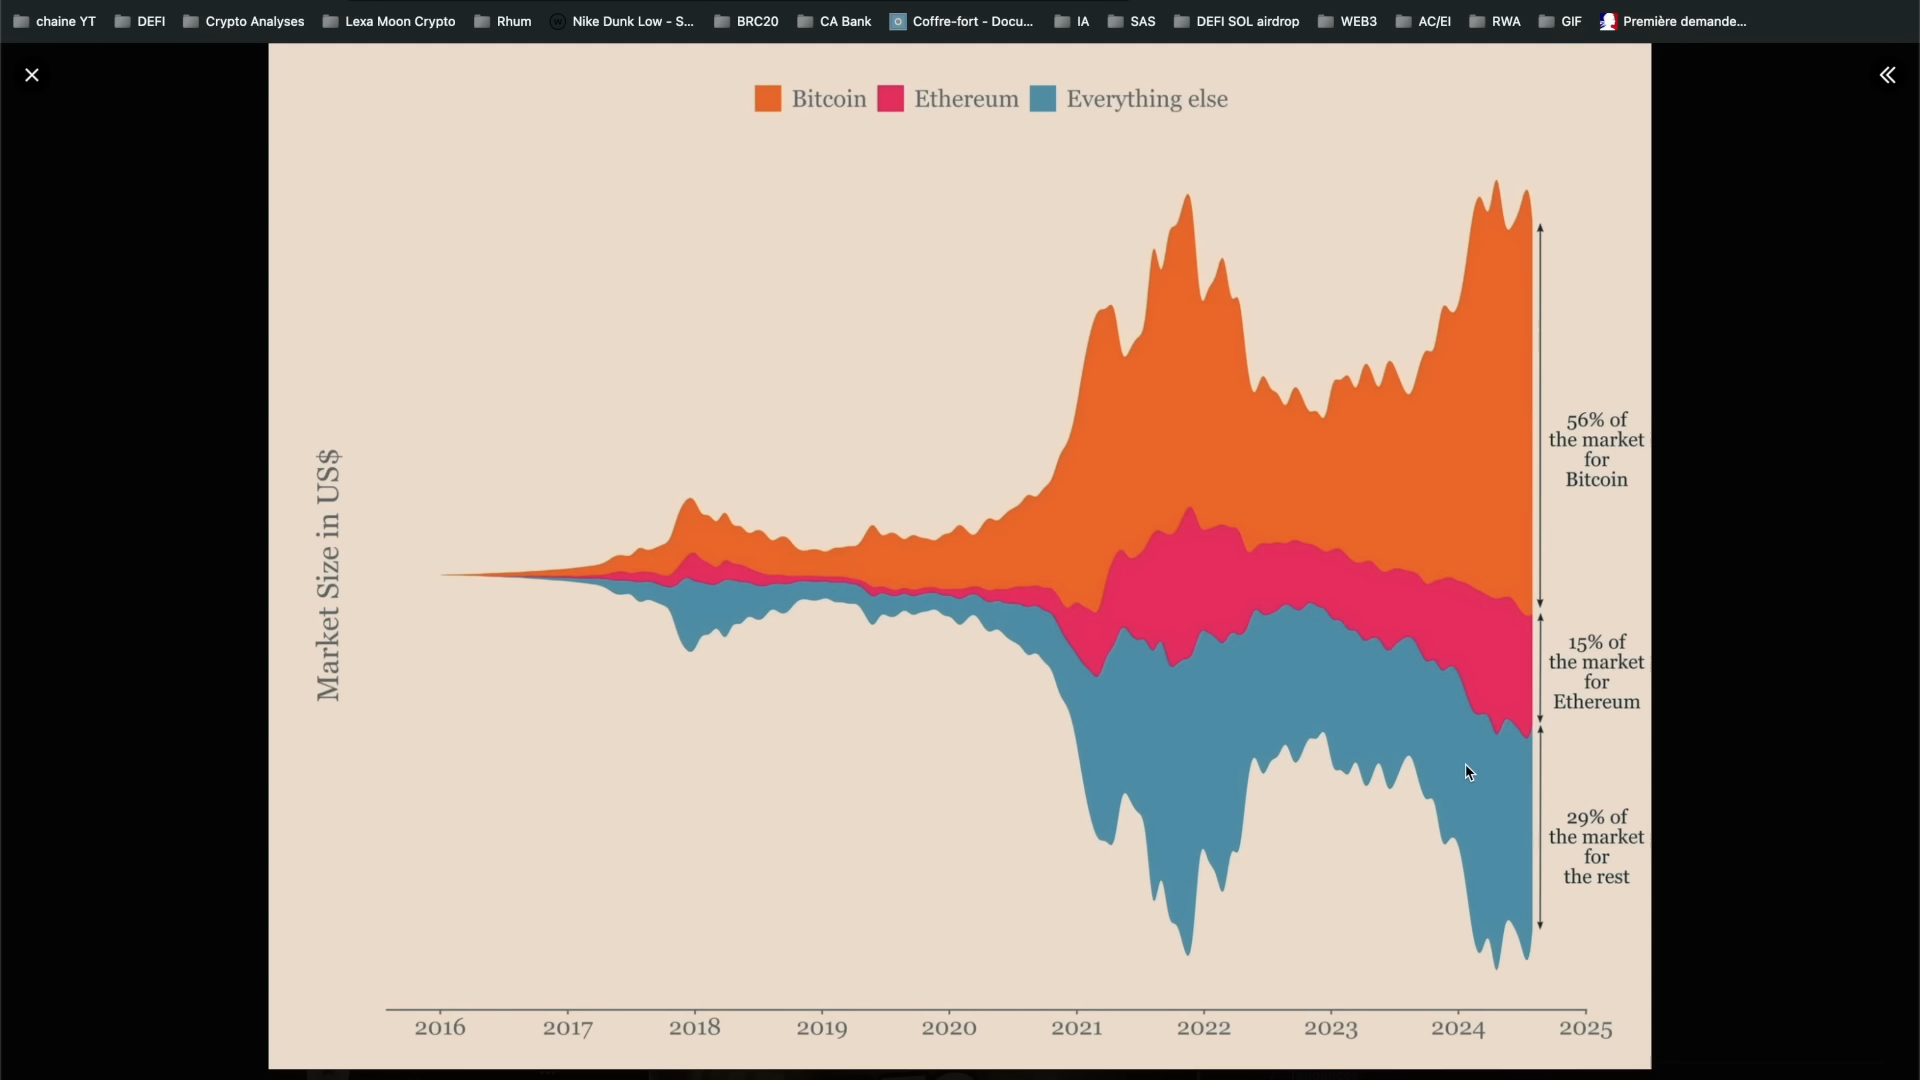 chaine YT DEFI Crypto Analyses Lexa Moon Crypto Rhum Nike Dunk Low - S... BRC20 CA Bank Coffre-fort - Docu... IA SAS DEFI SOL airdrop WEB3 AC/EI RWA GIF Première demande...
Bitcoin Ethereum Everything else
Market Size in US$
56% of
the market
for
Bitcoin
15% of
the market
for
Ethereum
29% of
the market
for
the rest
2016 2017 2018 2019 2020 2021 2022 2023 2024 2025